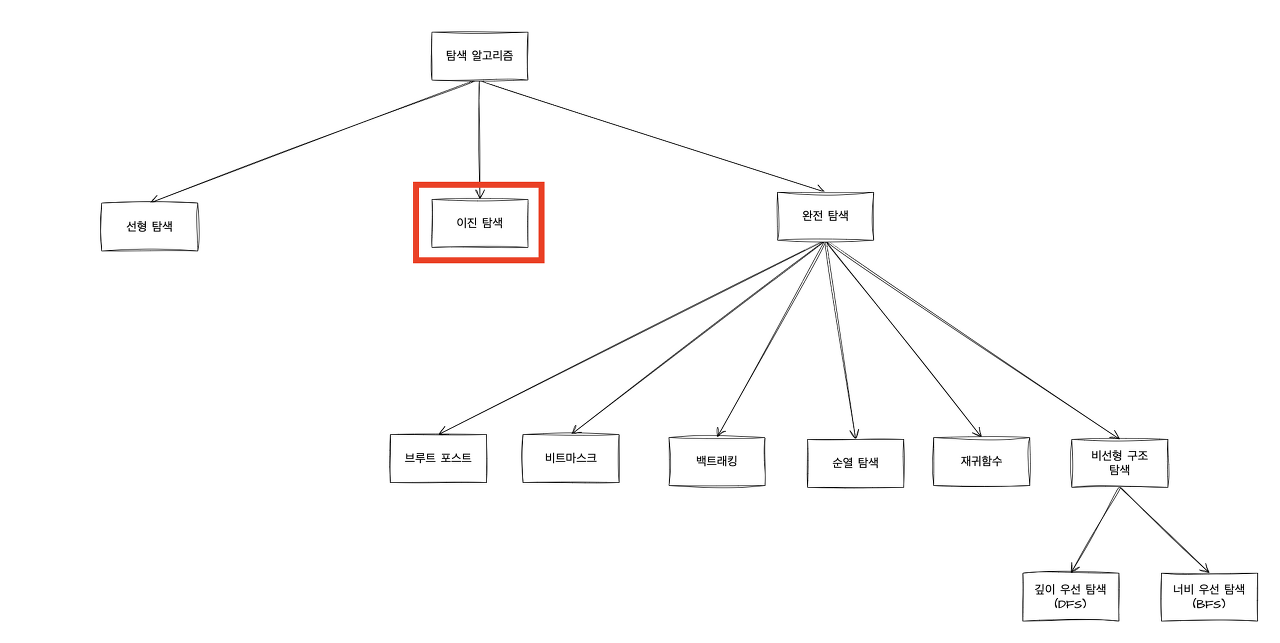 탐색 알고리즘
선형 탐색
이진 탐색
완전 탐색
브루트 포스트
비트마스크
백트래킹
순열 탐색
재귀함수
비선형 구조
탐색
깊이 우선 탐색
(DFS)
너비 우선 탐색
(BFS)